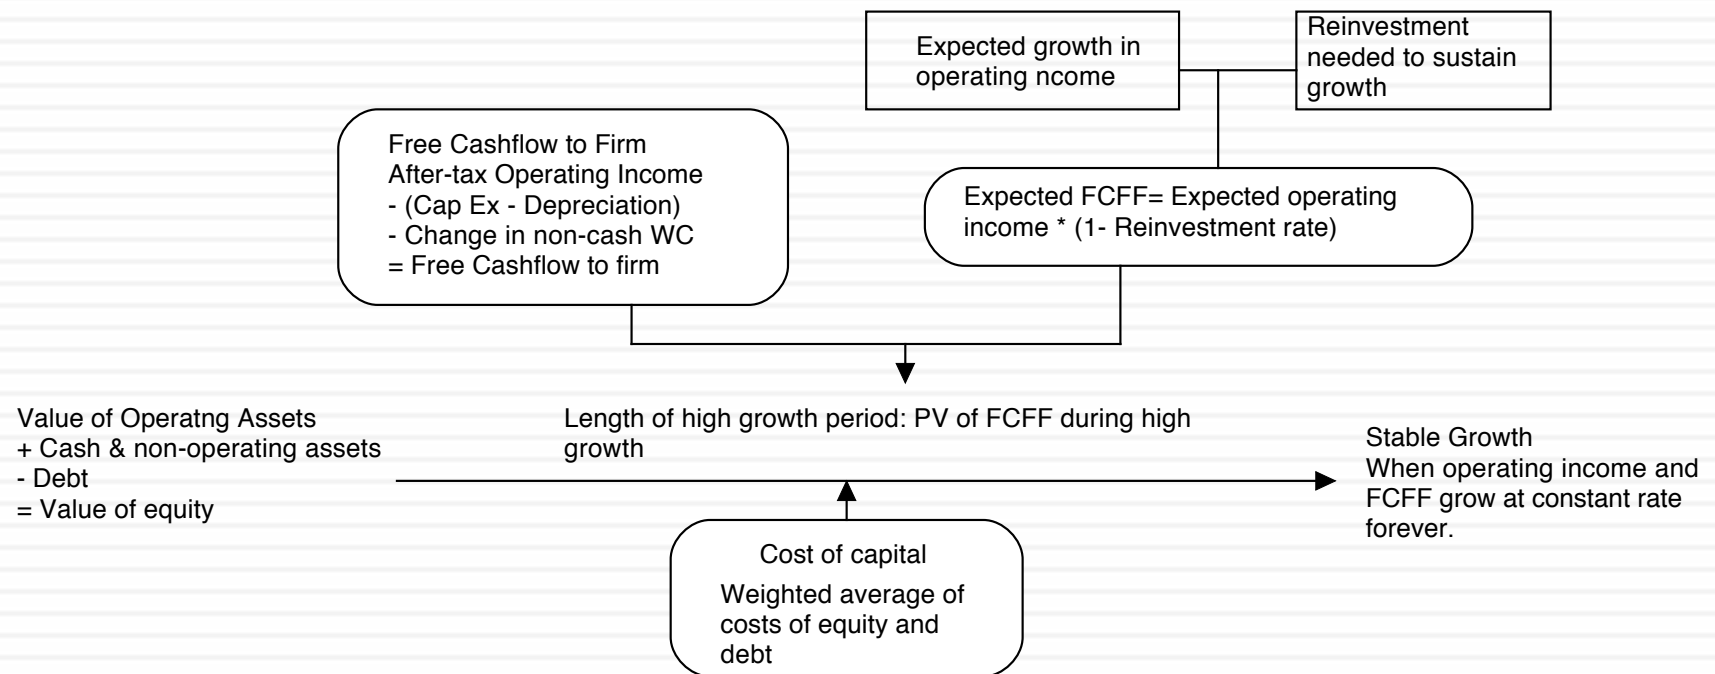 Expected growth in
operating ncome
Reinvestment
needed to sustain
growth
Free Cashflow to Firm
After-tax Operating Income
- (Cap Ex - Depreciation)
- Change in non-cash WC
= Free Cashflow to firm
Expected FCFF= Expected operating
income * (1- Reinvestment rate)
Value of Operatng Assets
+ Cash & non-operating assets
- Debt
= Value of equity
Length of high growth period: PV of FCFF during high
growth
Stable Growth
When operating income and
FCFF grow at constant rate
forever.
Cost of capital
Weighted average of
costs of equity and
debt